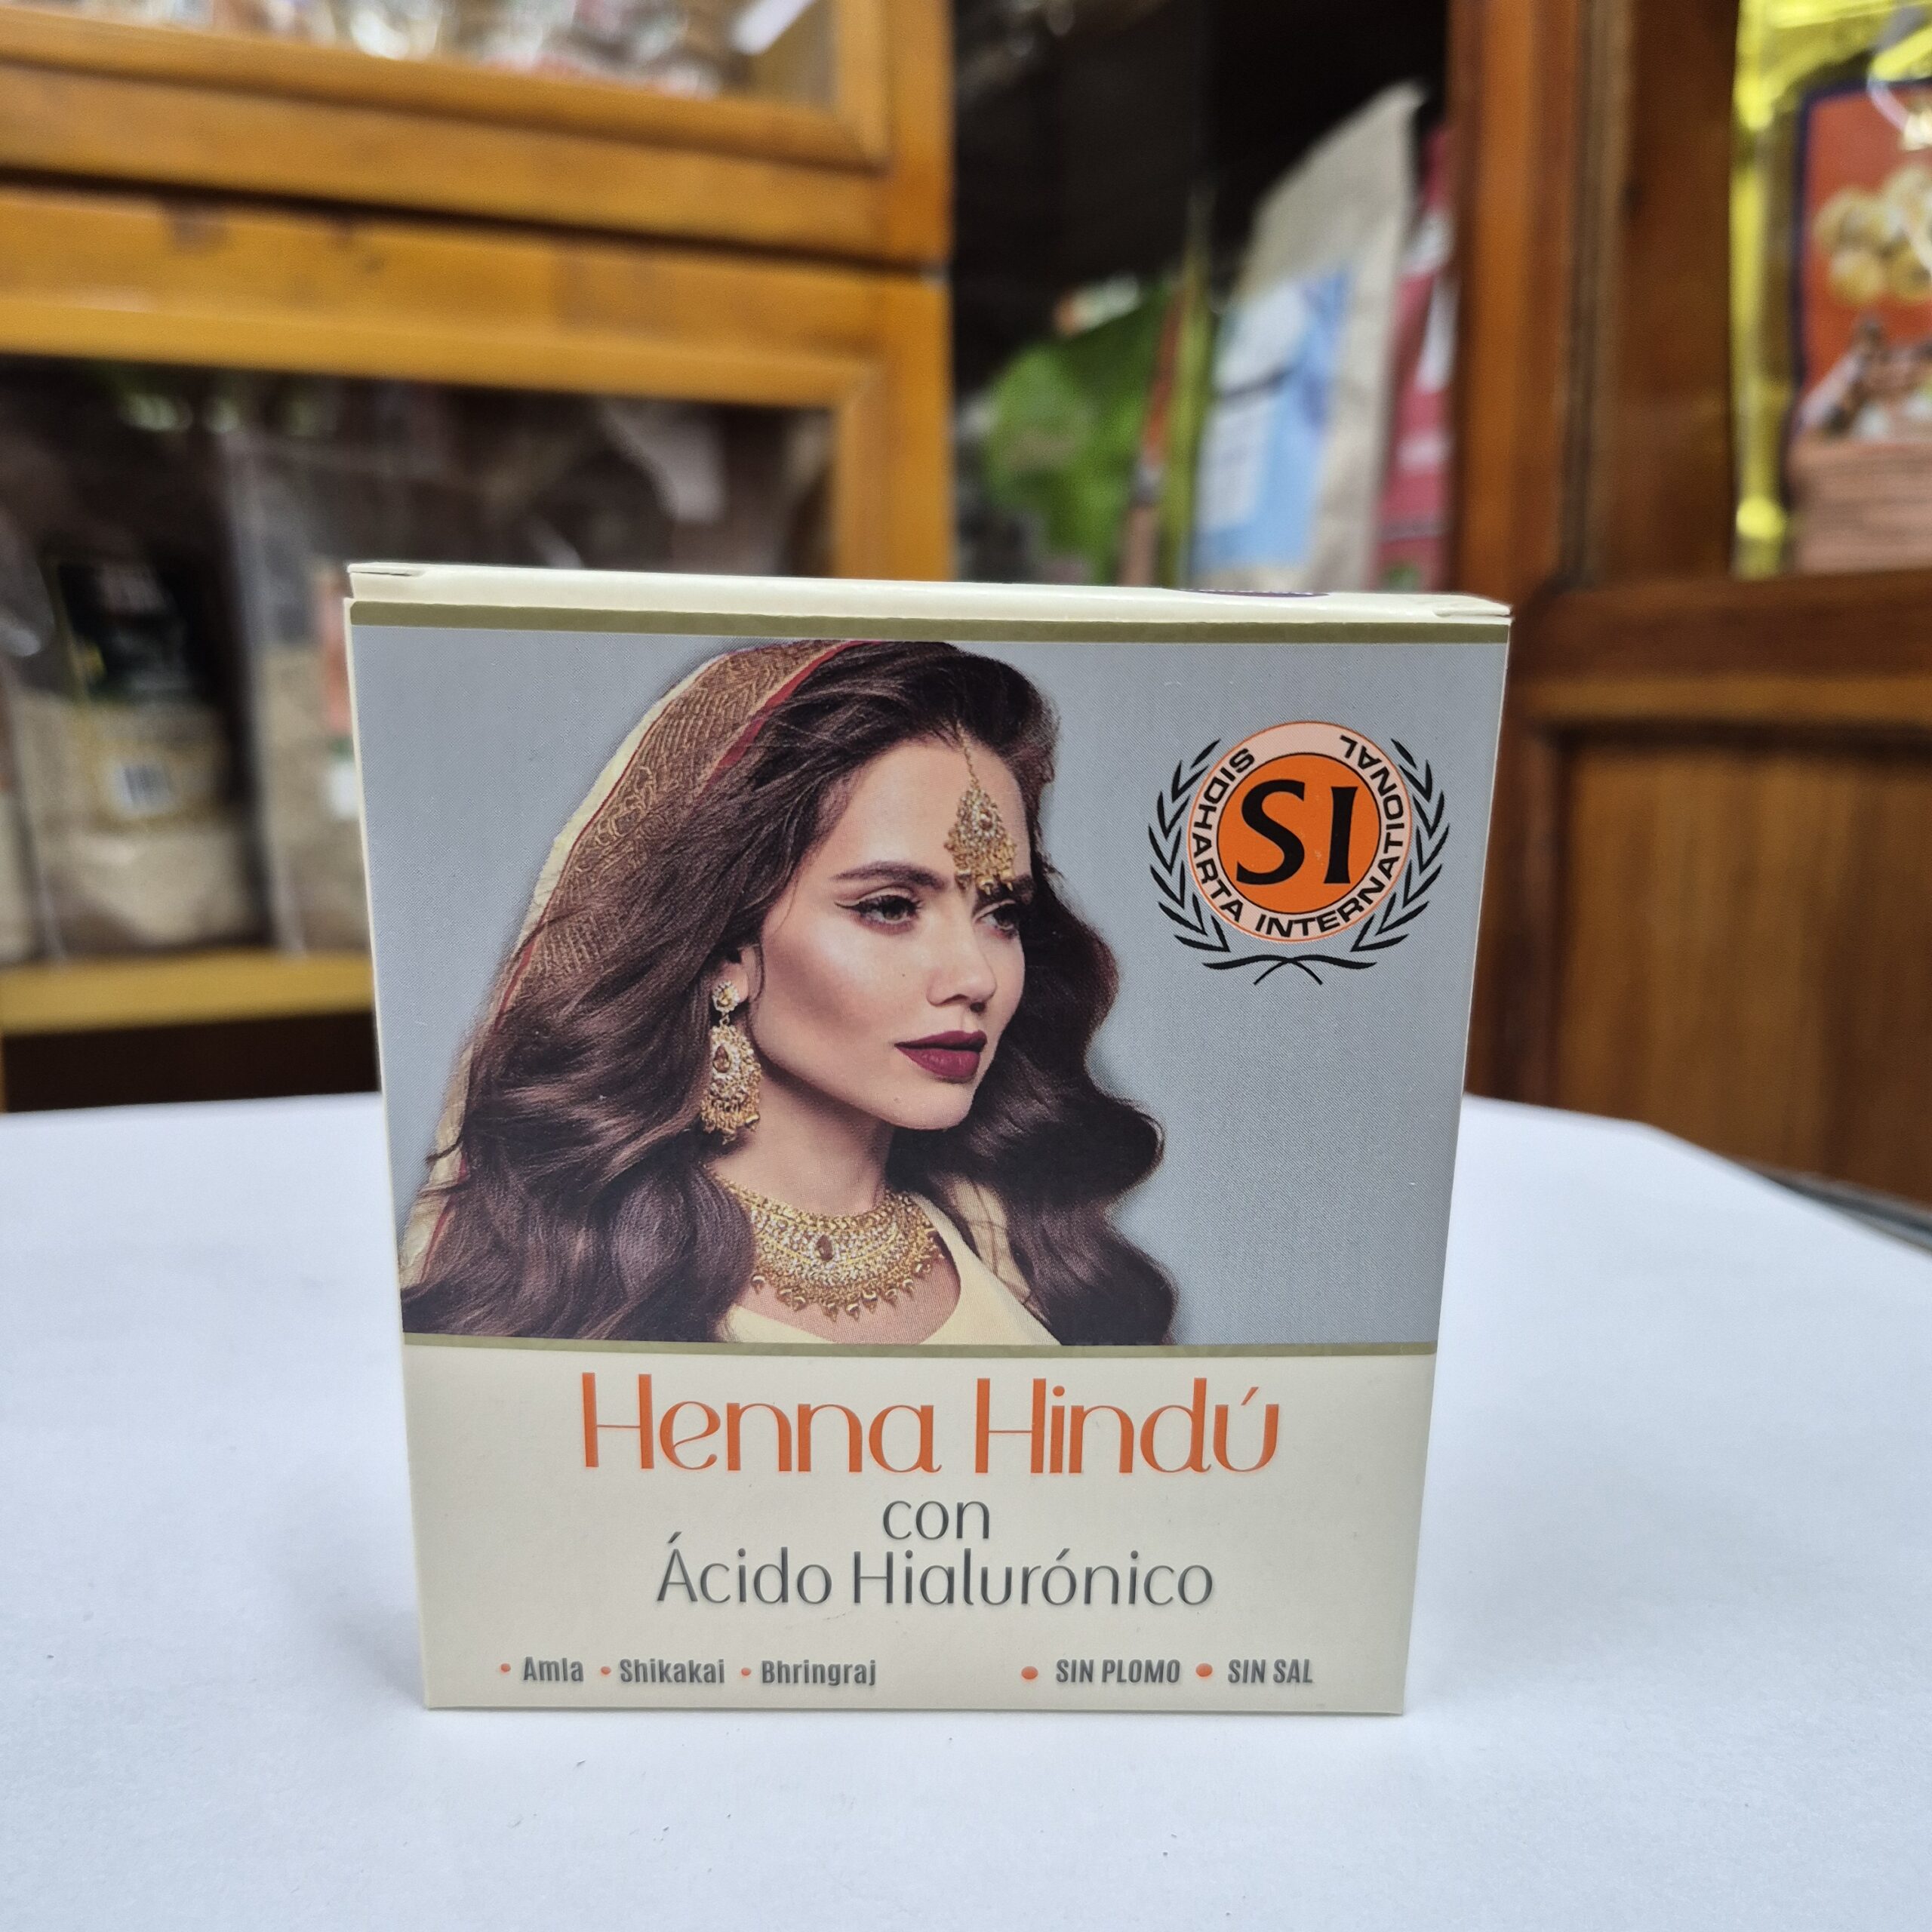 SIDHARTA INTERNATIONAL
SI
Henna Hindú
con
Ácido Hialurónico
• Amla • Shikakai • Bhringraj • SIN PLOMO • SIN SAL